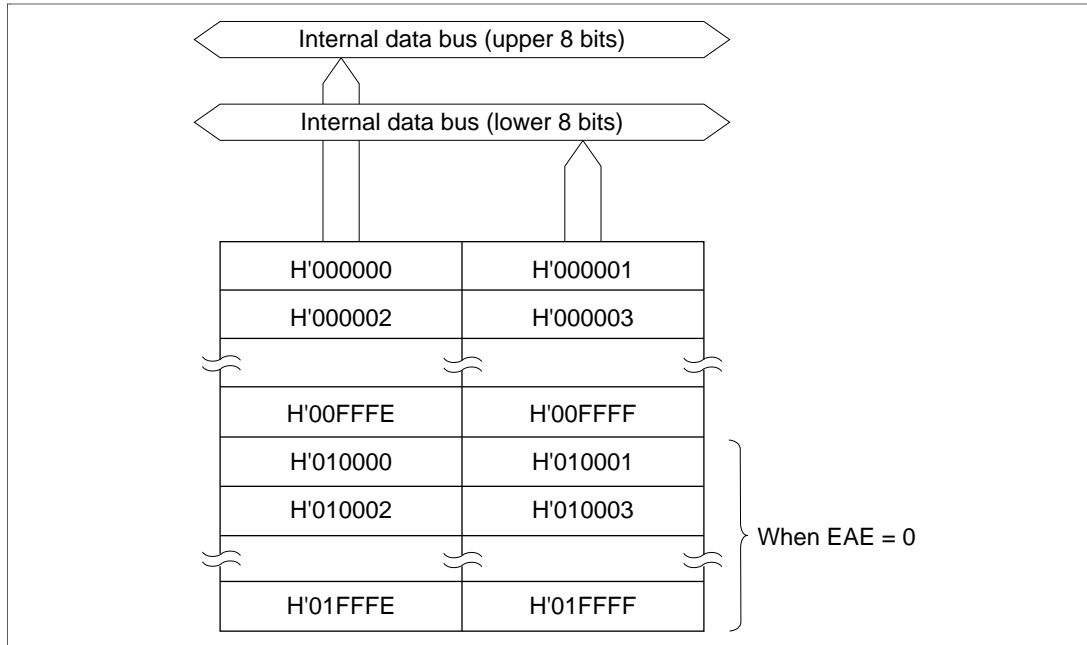 Internal data bus (upper 8 bits)
Internal data bus (lower 8 bits)
H'000000 H'000001
H'000002 H'000003
H'00FFFE H'00FFFF
H'010000 H'010001
H'010002 H'010003
When EAE = 0
H'01FFFE H'01FFFF